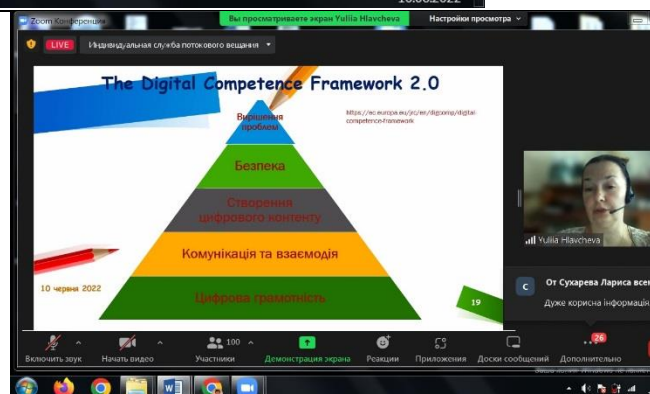 10.06.2022
Zoom Конференция
Вы просматриваете экран Yuliia Hlavcheva
Настройки просмотра
LIVE
Индивидуальная служба потокового вещания
The Digital Competence Framework 2.0
https://ec.europa.eu/jrc/en/digcomp/digital-
competence-framework
Вирішення
проблем
Безпека
Створення
цифрового контенту
Комунікація та взаємодія
Цифрова грамотність
10 червня 2022
19
Yuliia Hlavcheva
С
От Сухарева Лариса всем
Дуже корисна інформація
Включить звук
Начать видео
100
Участники
Демонстрация экрана
Реакции
Приложения
Доски сообщений
26
Дополнительно